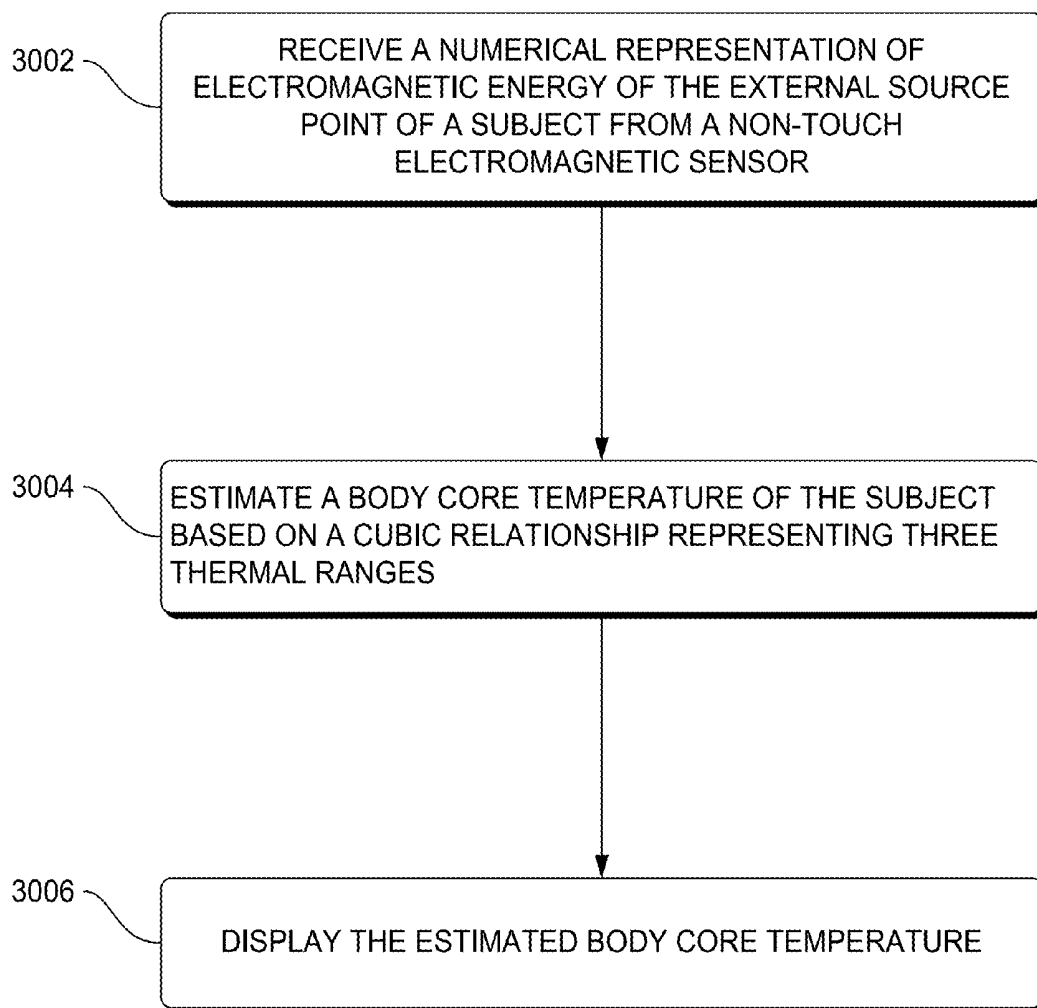 3002
RECEIVE A NUMERICAL REPRESENTATION OF
ELECTROMAGNETIC ENERGY OF THE EXTERNAL SOURCE
POINT OF A SUBJECT FROM A NON-TOUCH
ELECTROMAGNETIC SENSOR
3004
ESTIMATE A BODY CORE TEMPERATURE OF THE SUBJECT
BASED ON A CUBIC RELATIONSHIP REPRESENTING THREE
THERMAL RANGES
3006
DISPLAY THE ESTIMATED BODY CORE TEMPERATURE